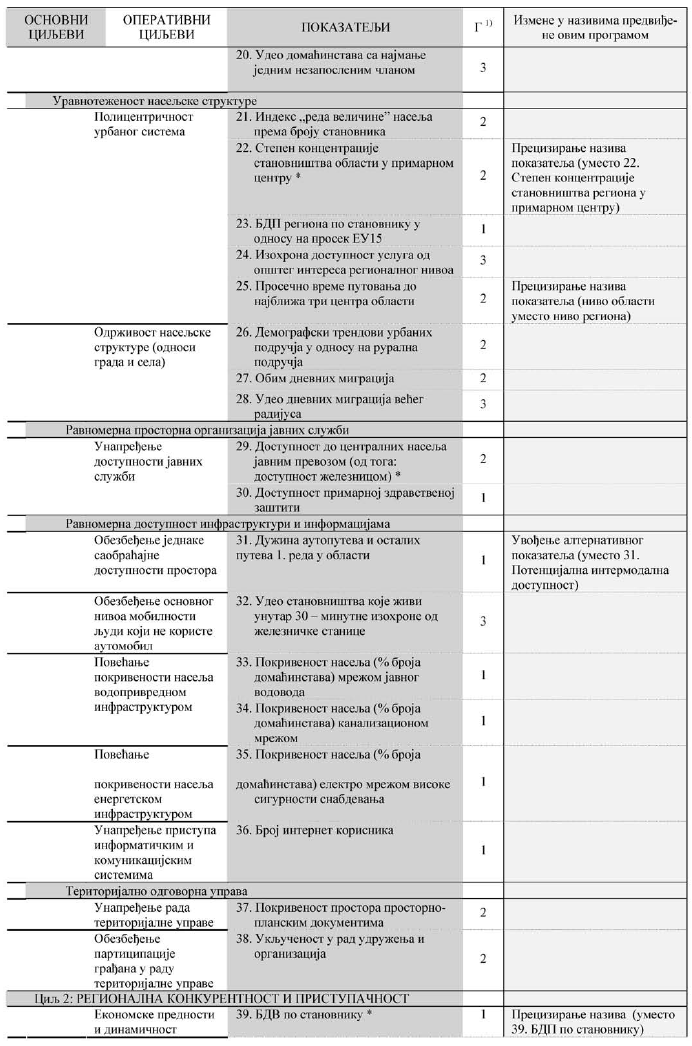 ОСНОВНИ ЦИЉЕВИ
ОПЕРАТИВНИ ЦИЉЕВИ
ПОКАЗАТЕЉИ
Г 1)
Измене у називима предвиђе-
не овим програмом
20. Удео домаћинстава са најмање
једним незапосленим чланом
3
Уравнотеженост насељске структуре
Полицентричност
урбаног система
21. Индекс „реда величине” насеља
према броју становника
2
22. Степен концентрације
становништва области у примарном
центру *
2
Прецизирање назива
показатеља (уместо 22.
Степен концентрације
становништва региона у
примарном центру)
23. БДП региона по становнику у
односу на просек ЕУ15
1
24. Изохрона доступност услуга од
општег интереса регионалног нивоа
3
25. Просечно време путовања до
најближа три центра области
2
Прецизирање назива
показатеља (ниво области
уместо ниво региона)
Одрживост насељске
структуре (односи
града и села)
26. Демографски трендови урбаних
подручја у односу на рурална
подручја
2
27. Обим дневних миграција
2
28. Удео дневних миграција већег
радијуса
3
Равномерна просторна организација јавних служби
Унапређење
доступности јавних
служби
29. Доступност до централних насеља
јавним превозом (од тога:
доступност железницом) *
2
30. Доступност примарној здравственој
заштити
1
Равномерна доступност инфраструктури и информацијама
Обезбеђење једнаке
саобраћајне
доступности простора
31. Дужина аутопутева и осталих
путева 1. реда у области
1
Увођење алтернативног
показатеља (уместо 31.
Потенцијална интермодална
доступност)
Обезбеђење основног
нивоа мобилности
људи који не користе
аутомобил
32. Удео становништва које живи
унутар 30 – минутне изохроне од
железничке станице
3
Повећање
покривености насеља
водопривредном
инфраструктуром
33. Покривеност насеља (% броја
домаћинстава) мрежом јавног
водовода
1
34. Покривеност насеља (% броја
домаћинстава) канализационом
мрежом
1
Повећање
покривености насеља
енергетском
инфраструктуром
35. Покривеност насеља (% броја
домаћинстава) електро мрежом високе
сигурности снабдевања
1
Унапређење приступа
информатичким и
комуникацијским
системима
36. Број интернет корисника
1
Територијално одговорна управа
Унапређење рада
територијалне управе
37. Покривеност простора просторно-
планским документима
2
Обезбеђење
партиципације
грађана у раду
територијалне управе
38. Укљученост у рад удружења и
организација
2
Циљ 2: РЕГИОНАЛНА КОНКУРЕНТНОСТ И ПРИСТУПАЧНОСТ
Економске предности
и динамичност
39. БДВ по становнику *
1
Прецизирање назива (уместо
39. БДП по становнику)